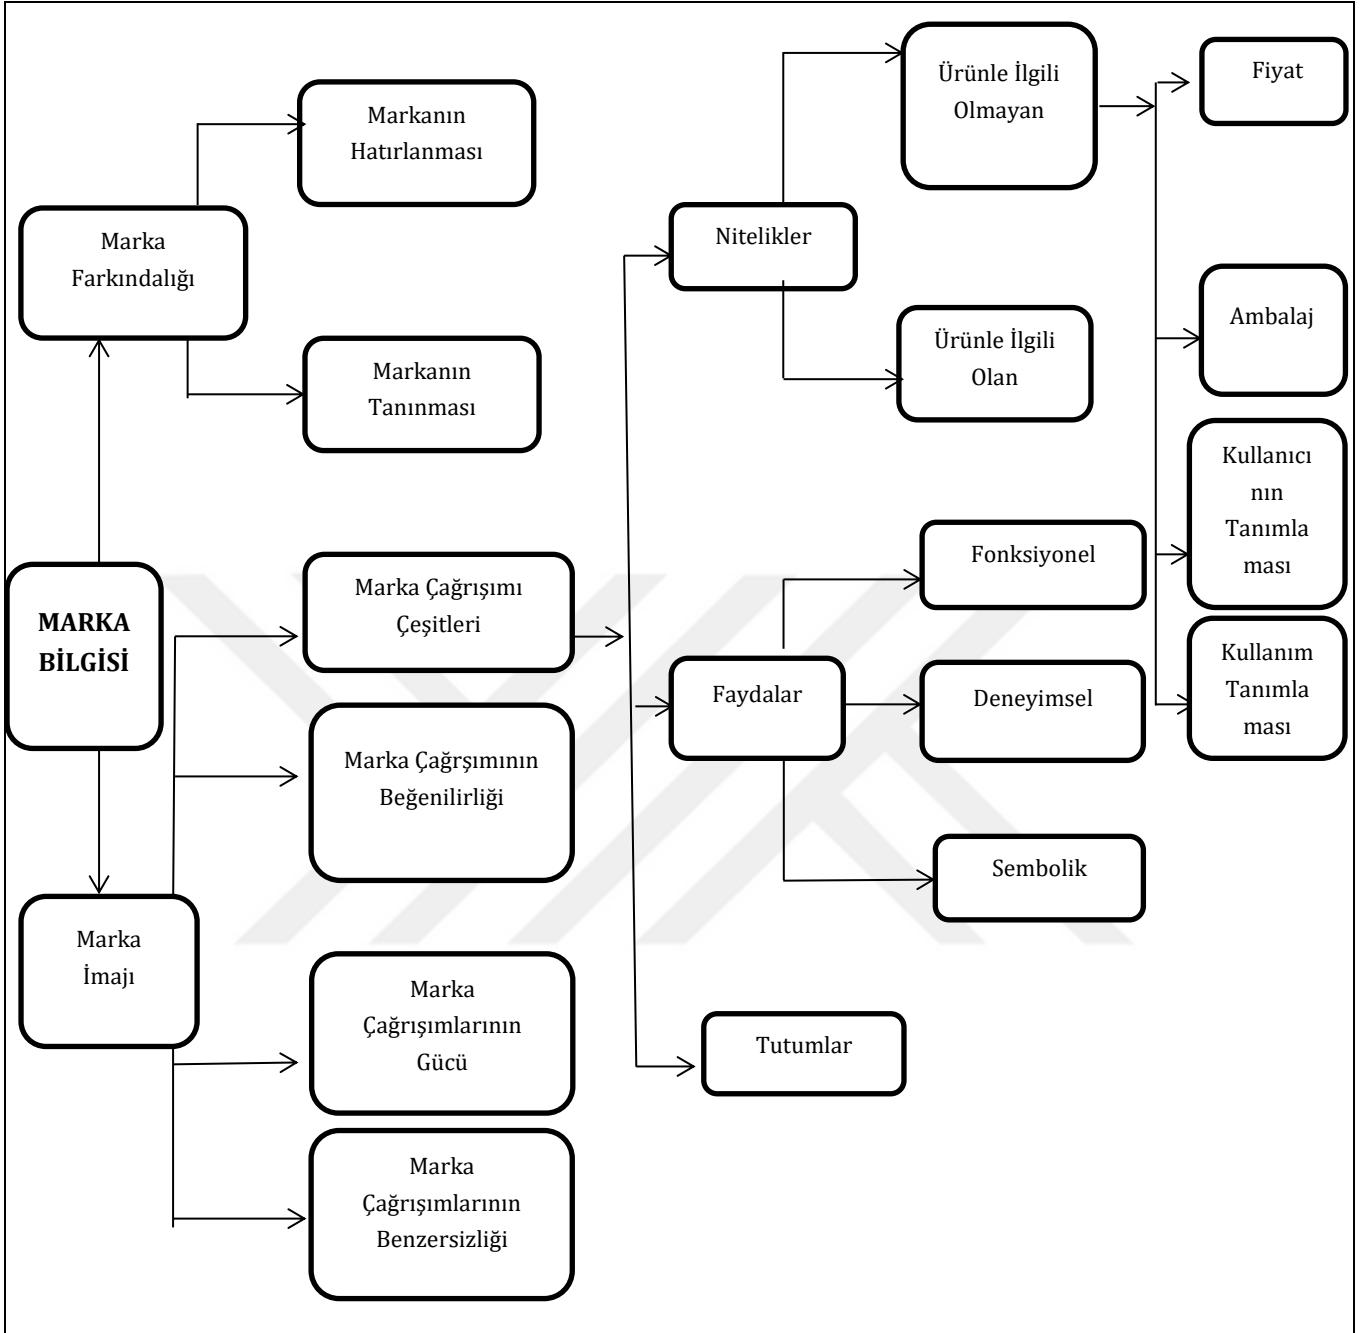 Markanın
Hatırlanması
Marka
Farkındalığı
Markanın
Tanınması
MARKA
BİLGİSİ
Marka
İmajı
Marka Çağrışımı
Çeşitleri
Marka Çağrşımının
Beğenilirliği
Marka
Çağrışımlarının
Gücü
Marka
Çağrışımlarının
Benzersizliği
Nitelikler
Faydalar
Tutumlar
Ürünle İlgili
Olmayan
Ürünle İlgili
Olan
Fonksiyonel
Deneyimsel
Sembolik
Fiyat
Ambalaj
Kullanıcı
nın
Tanımla
ması
Kullanım
Tanımla
ması